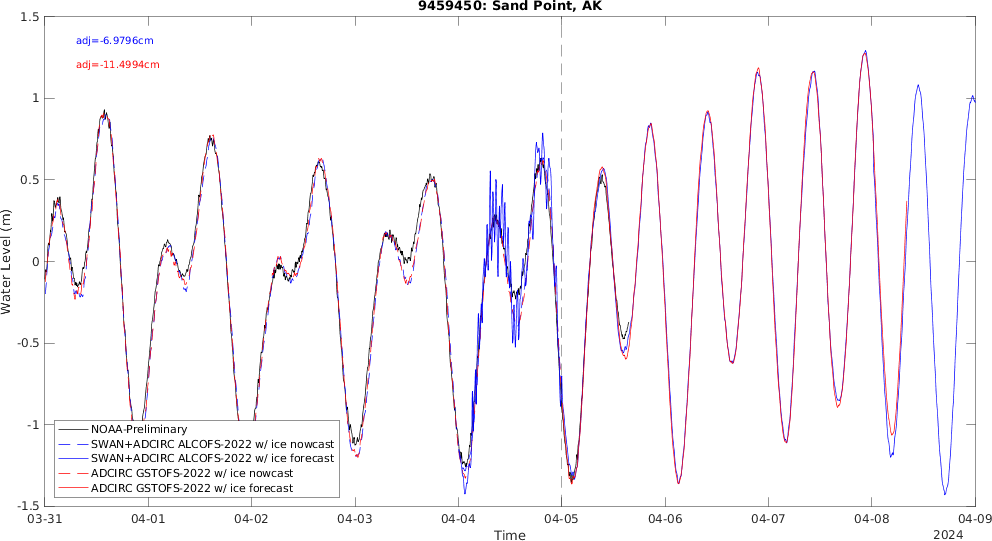 9459450: Sand Point, AK
adj=-6.9796cm
adj=-11.4994cm
Water Level (m)
1.5
1
0.5
0
-0.5
-1
-1.5
NOAA-Preliminary
SWAN+ADCIRC ALCOFS-2022 w/ ice nowcast
SWAN+ADCIRC ALCOFS-2022 w/ ice forecast
ADCIRC GSTOFS-2022 w/ ice nowcast
ADCIRC GSTOFS-2022 w/ ice forecast
03-31 04-01 04-02 04-03 04-04 04-05 04-06 04-07 04-08 04-09
Time
2024